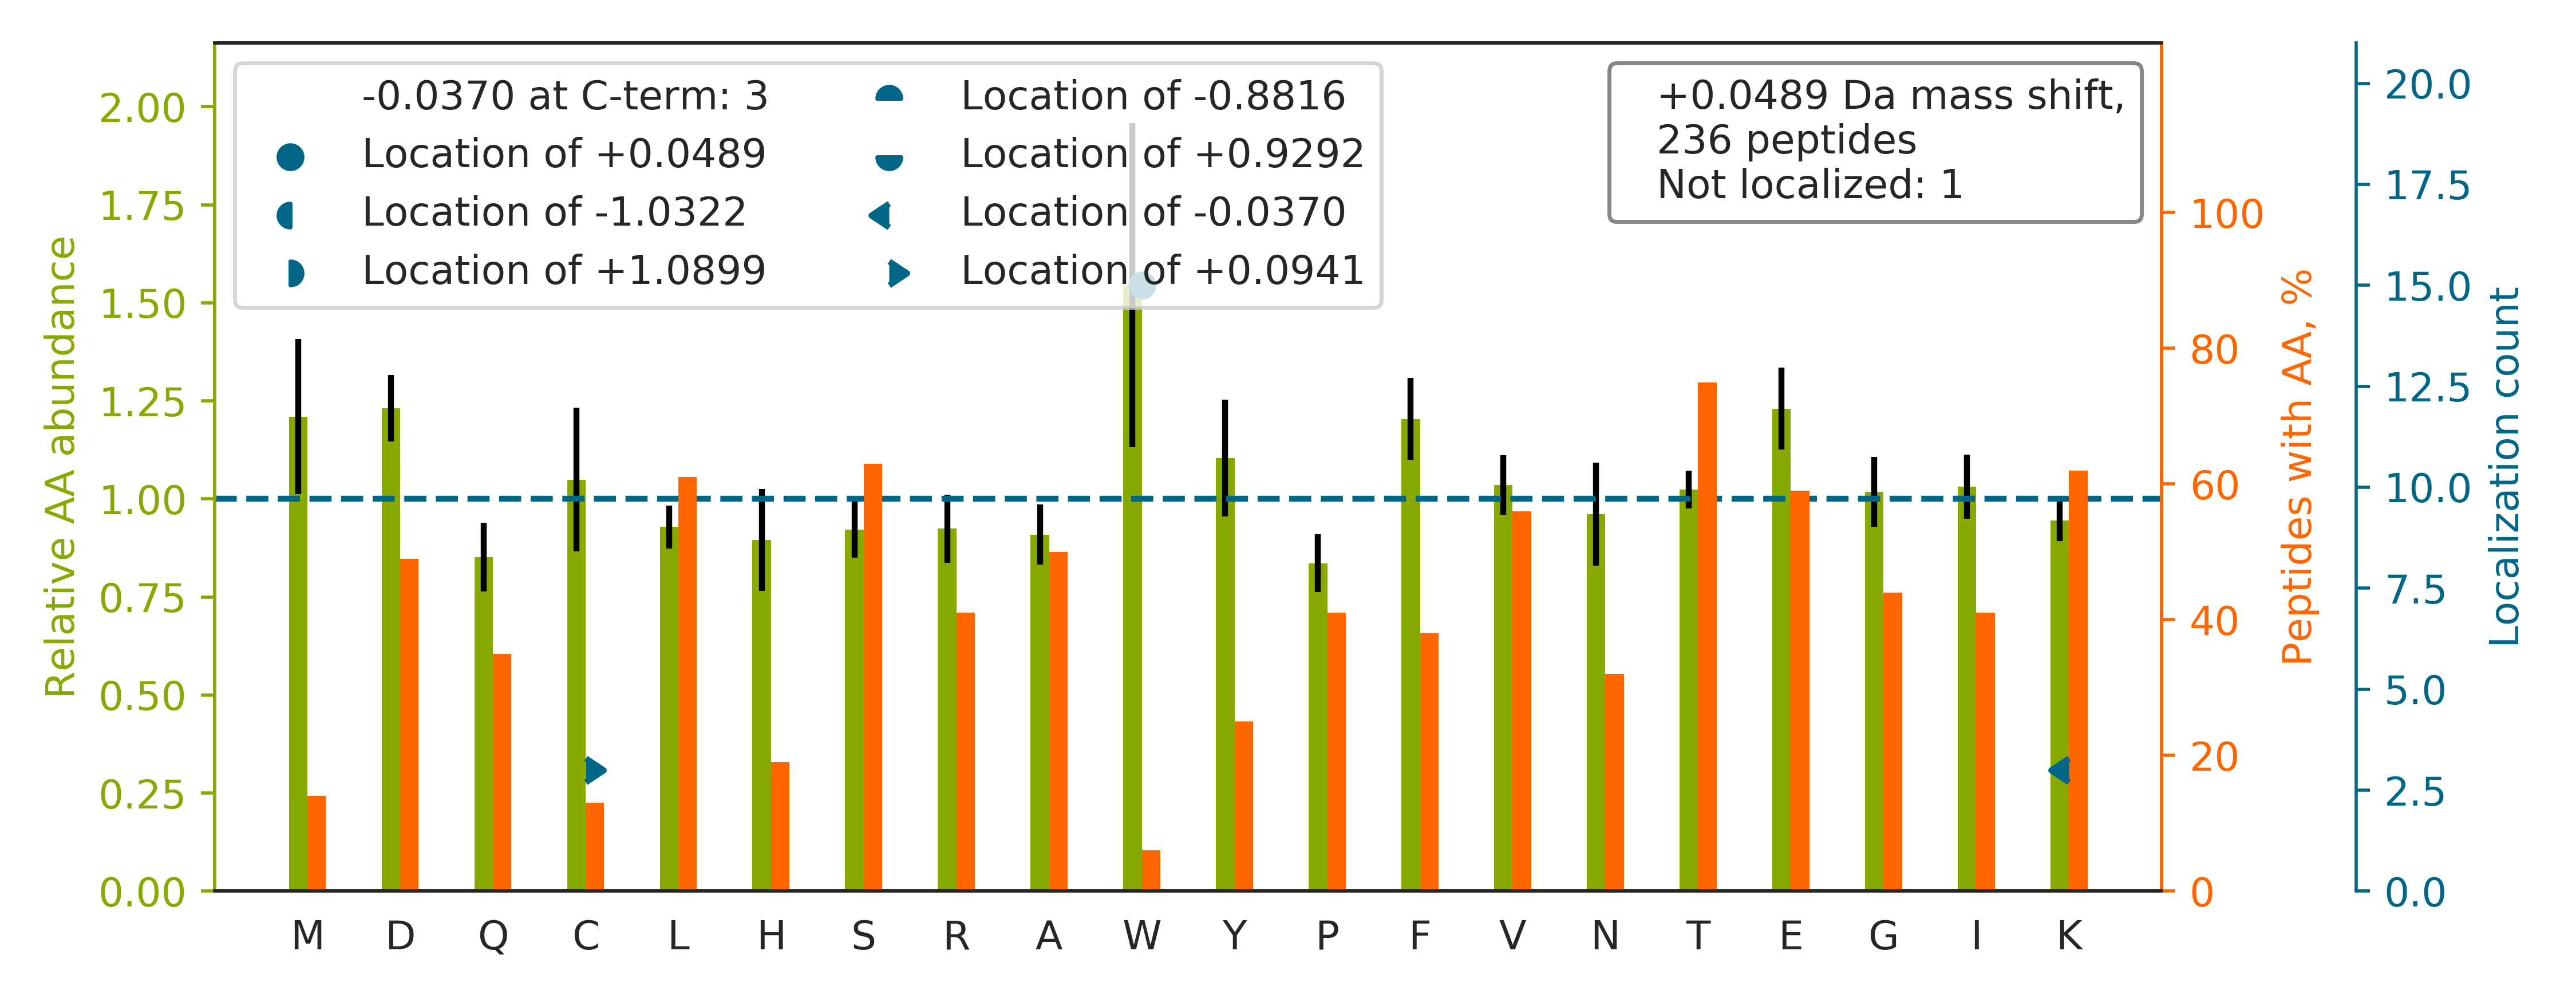 -0.0370 at C-term: 3
Location of +0.0489
Location of -1.0322
Location of +1.0899
Location of -0.8816
Location of +0.9292
Location of -0.0370
Location of +0.0941
+0.0489 Da mass shift,
236 peptides
Not localized: 1
Relative AA abundance
2.00
1.75
1.50
1.25
1.00
0.75
0.50
0.25
0.00
M D Q C L H S R A W Y P F V N T E G I K
100
80
60
40
20
0
Peptides with AA, %
20.0
17.5
15.0
12.5
10.0
7.5
5.0
2.5
0.0
Localization count